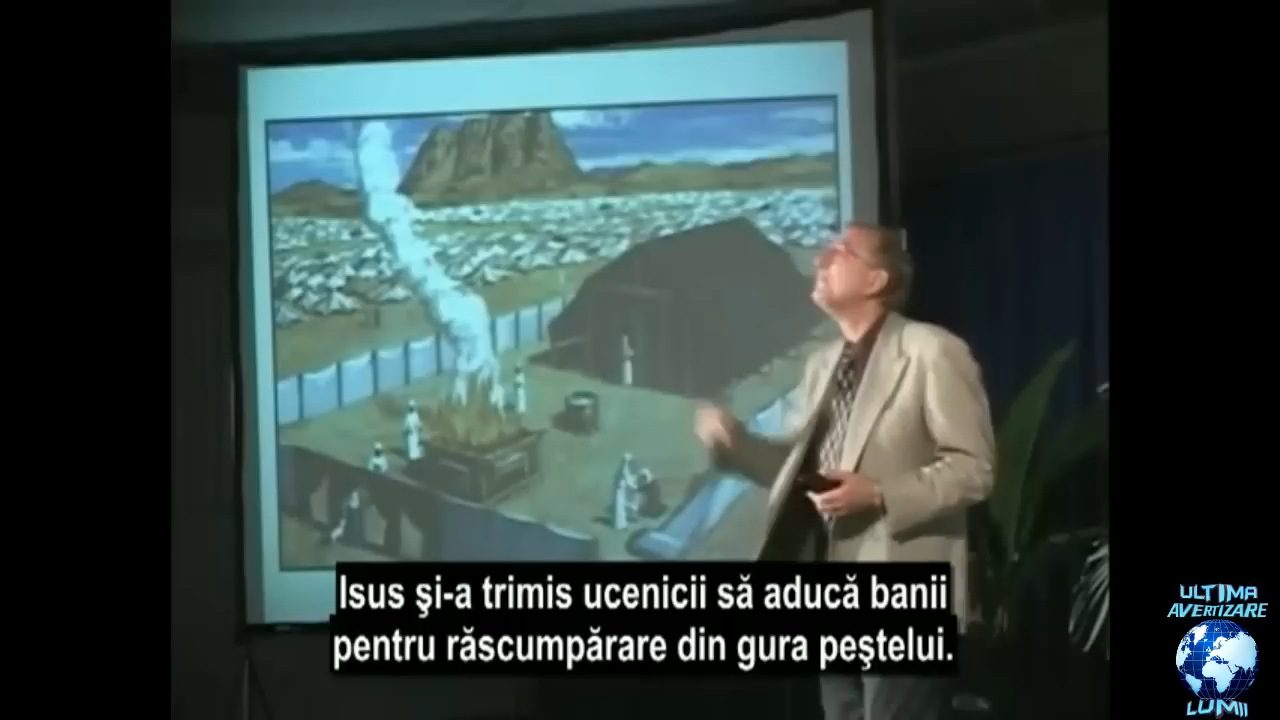 Isus şi-a trimis ucenicii să aducă banii
pentru răscumpărare din gura peştelui.
ULTIMA
AVERTIZARE
LUMII